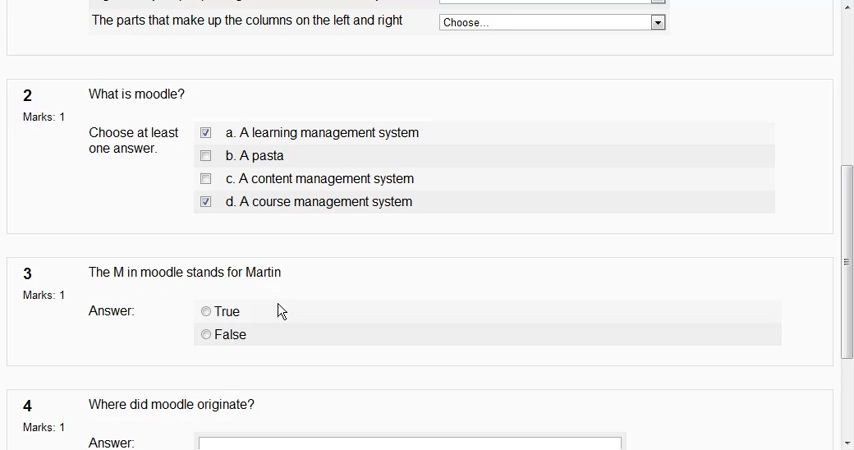 The parts that make up the columns on the left and right
Choose...
2
What is moodle?
Marks: 1
Choose at least
one answer.
a. A learning management system
b. A pasta
c. A content management system
d. A course management system
3
The M in moodle stands for Martin
Marks: 1
Answer:
True
False
4
Where did moodle originate?
Marks: 1
Answer: